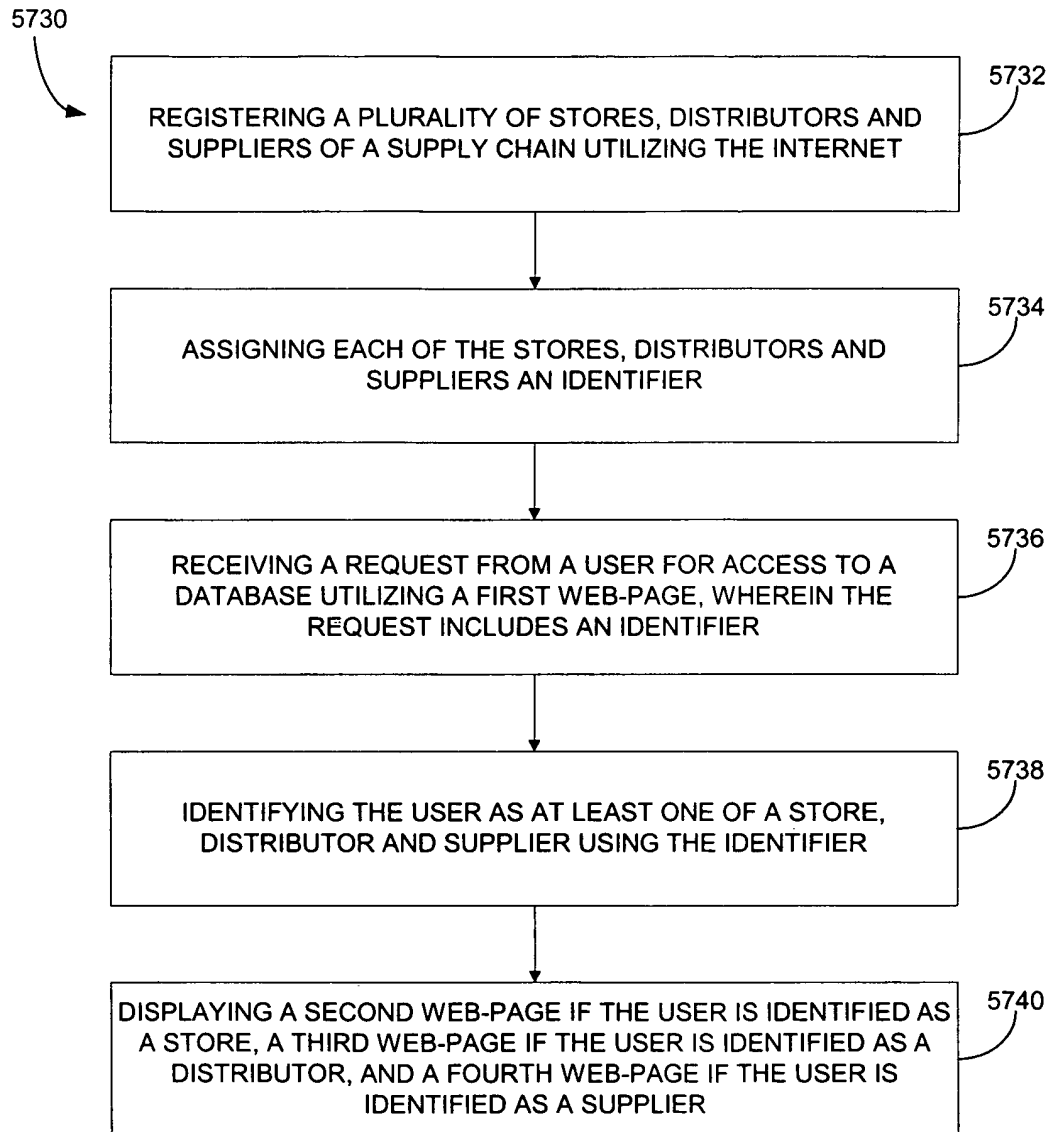 5730
5732
REGISTERING A PLURALITY OF STORES, DISTRIBUTORS AND
SUPPLIERS OF A SUPPLY CHAIN UTILIZING THE INTERNET
5734
ASSIGNING EACH OF THE STORES, DISTRIBUTORS AND
SUPPLIERS AN IDENTIFIER
5736
RECEIVING A REQUEST FROM A USER FOR ACCESS TO A
DATABASE UTILIZING A FIRST WEB-PAGE, WHEREIN THE
REQUEST INCLUDES AN IDENTIFIER
5738
IDENTIFYING THE USER AS AT LEAST ONE OF A STORE,
DISTRIBUTOR AND SUPPLIER USING THE IDENTIFIER
5740
DISPLAYING A SECOND WEB-PAGE IF THE USER IS IDENTIFIED AS
A STORE, A THIRD WEB-PAGE IF THE USER IS IDENTIFIED AS A
DISTRIBUTOR, AND A FOURTH WEB-PAGE IF THE USER IS
IDENTIFIED AS A SUPPLIER